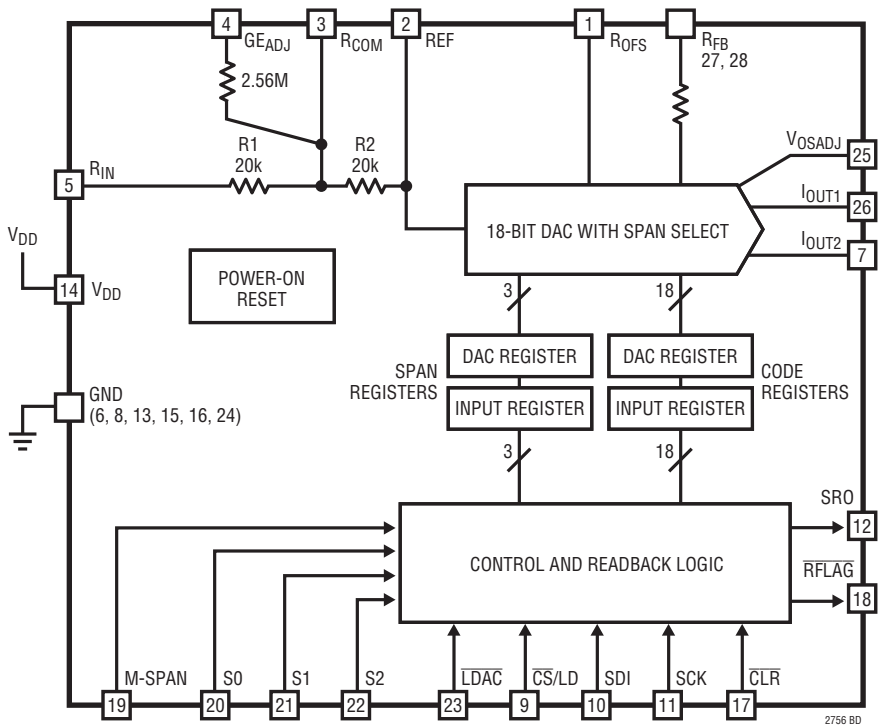 4
3
2
1
GEADJ
RCOM
REF
ROFS
RFB
27, 28
2.56M
R1
20k
R2
20k
VOSADJ
25
RIN
5
IOUT1
26
18-BIT DAC WITH SPAN SELECT
IOUT2
7
VDD
14
VDD
POWER-ON
RESET
3
18
SPAN
REGISTERS
DAC REGISTER
DAC REGISTER
CODE
REGISTERS
INPUT REGISTER
INPUT REGISTER
GND
(6, 8, 13, 15, 16, 24)
3
18
SRO
12
CONTROL AND READBACK LOGIC
RFLAG
18
M-SPAN
S0
S1
S2
LDAC
CS/LD
SDI
SCK
CLR
19
20
21
22
23
9
10
11
17
2756 BD